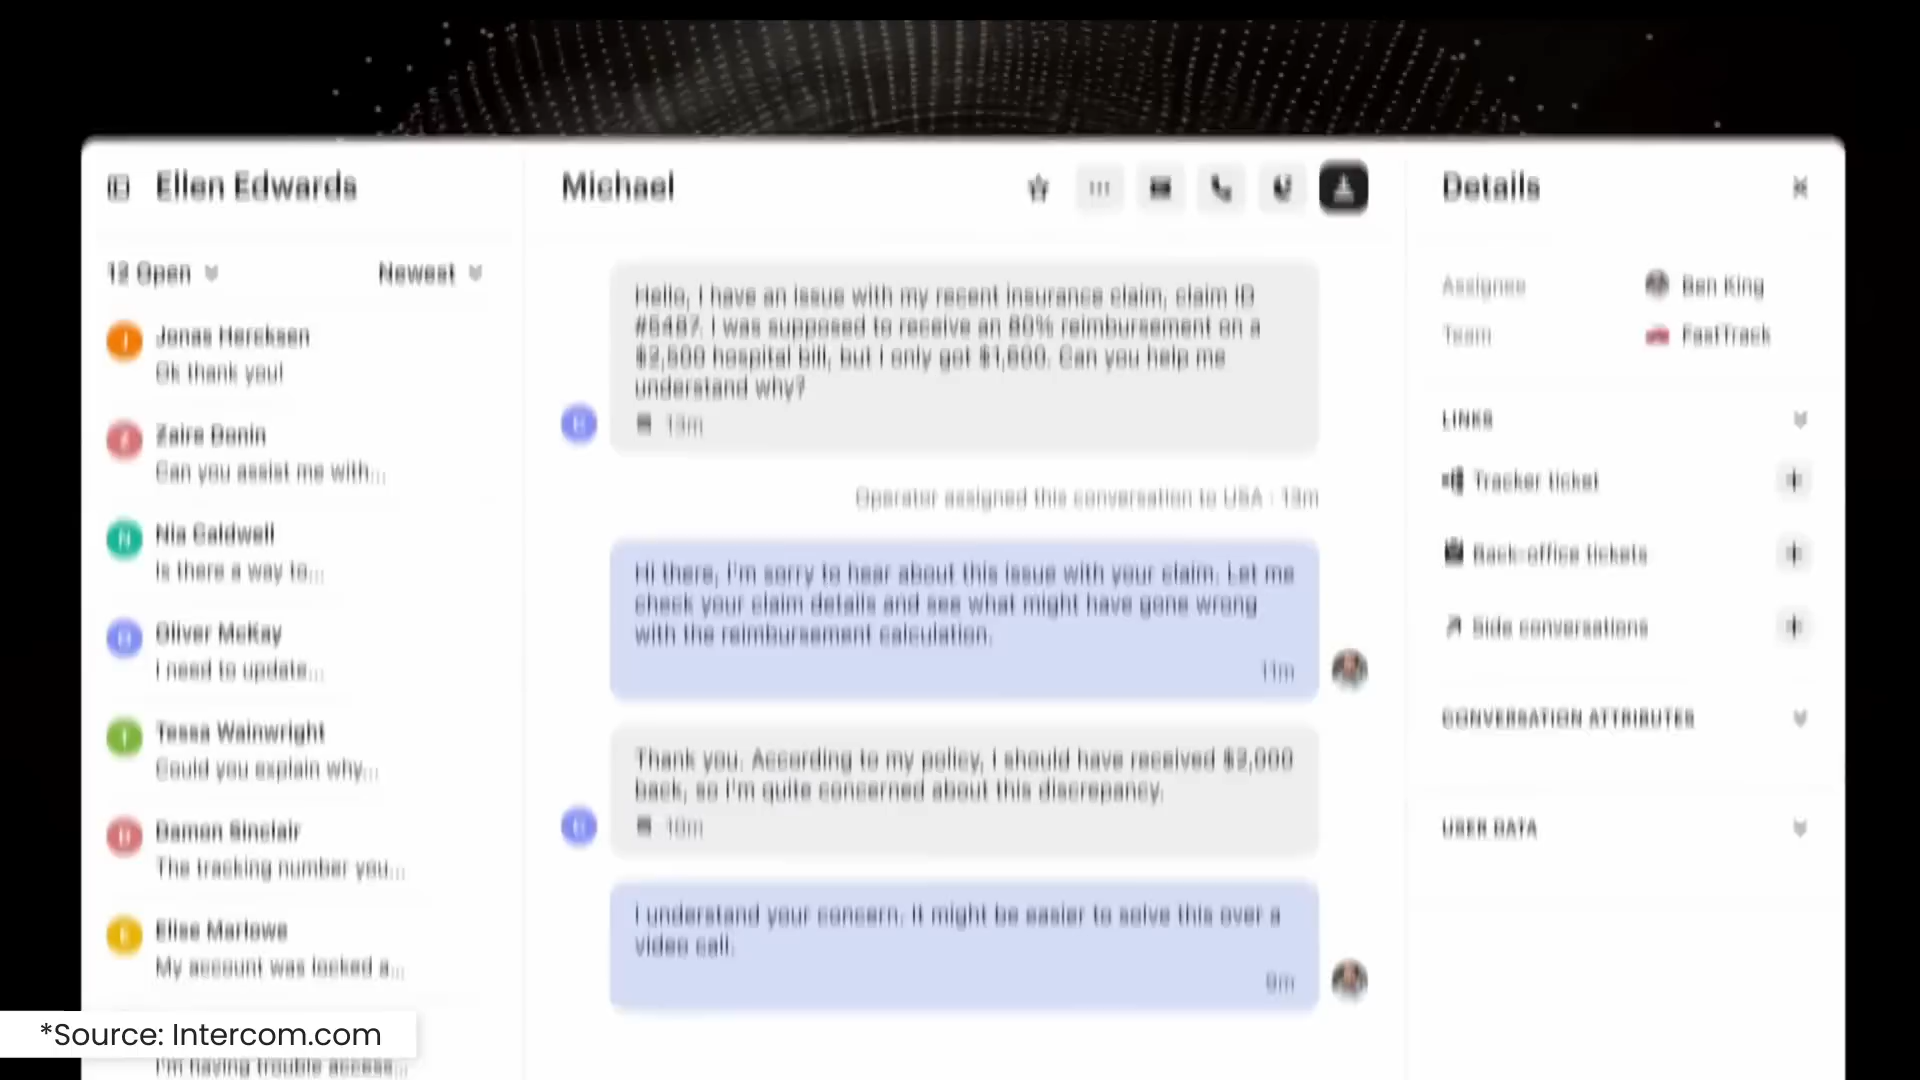 Ellen Edwards
Michael
Details
Open
Newest
Assignee
Ben King
Team
FastTrack
Jonas Hercksen
Ok thank you!
Zaire Donin
Can you assist me with...
Nia Caldwell
Is there a way to...
Oliver McKay
I need to update...
Tessa Wainwright
Could you explain why...
Damon Sinclair
The tracking number you...
Elise Marlowe
My account was locked a...
I'm having trouble access...
Hello, I have an issue with my recent insurance claim, claim ID
I was supposed to receive an 80% reimbursement on a
$2,500 hospital bill, but I only got $1,600. Can you help me
understand why?
13m
Operator assigned this conversation to USA · 13m
Hi there, I'm sorry to hear about this issue with your claim. Let me
check your claim details and see what might have gone wrong
with the reimbursement calculation.
11m
Thank you. According to my policy, I should have received $2,000
back, so I'm quite concerned about this discrepancy.
10m
I understand your concern. It might be easier to solve this over a
video call.
LINKS
Tracker ticket
Back-office tickets
Side conversations
CONVERSATION ATTRIBUTES
USER DATA
*Source: Intercom.com